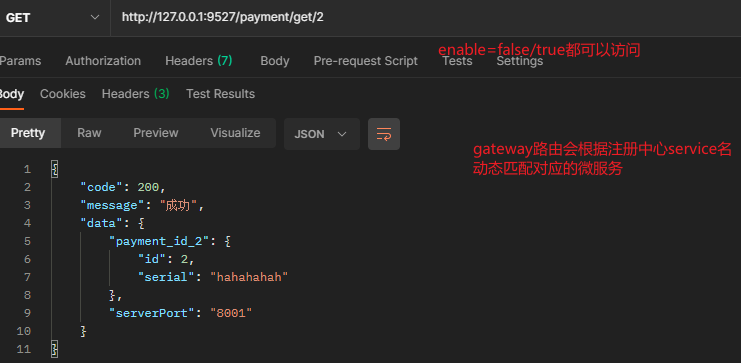 GET http://127.0.0.1:9527/payment/get/2
enable=false/true都可以访问
Params Authorization Headers (7) Body Pre-request Script Tests Settings
Body Cookies Headers (3) Test Results
Pretty Raw Preview Visualize JSON
gateway路由会根据注册中心service名
动态匹配对应的微服务
1 {
2 "code": 200,
3 "message": "成功",
4 "data": {
5 "payment_id_2": {
6 "id": 2,
7 "serial": "hahahahah"
8 },
9 "serverPort": "8001"
10 }
11 }